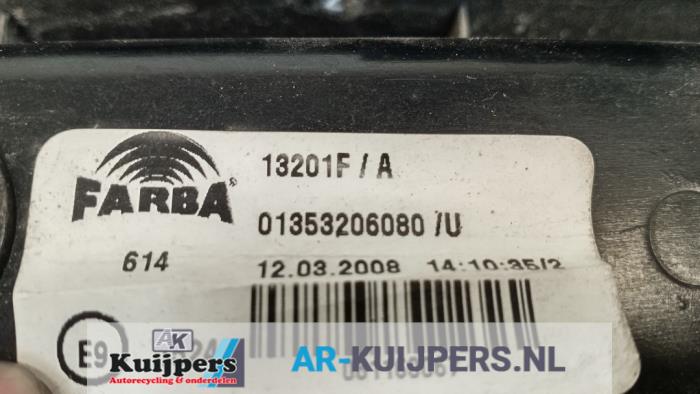 FARBA®
13201F / A
01353206080 /U
614
12.03.2008 14:10:35/2
E9
AK
Kuijpers
Autorecycling & onderdelen
AR-KUIJPERS.NL